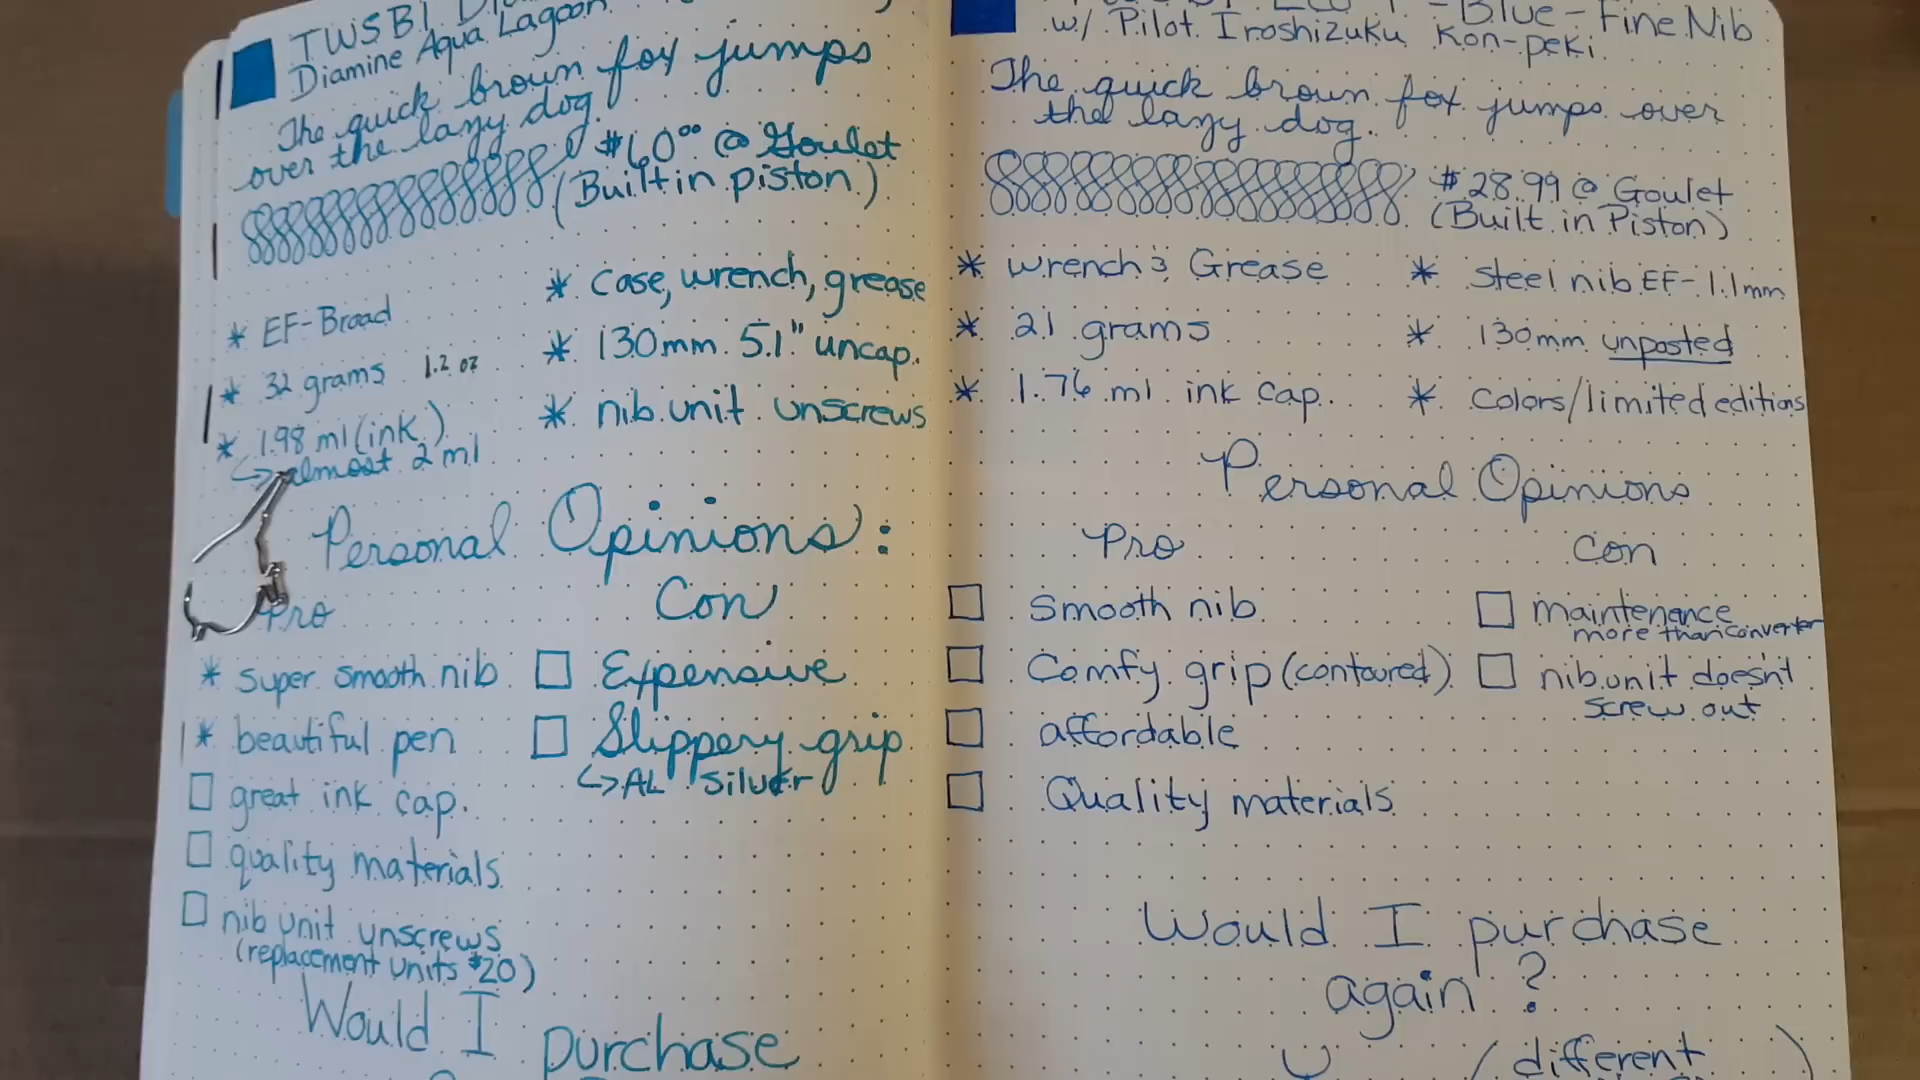 TWSBI
Diamine Aqua Lagoon
The quick brown fox jumps
over the lazy dog.
$60⁰⁰ @ Goulet
(Built in piston)
* EF-Broad
* 32 grams 1.2 oz
* 1.98 ml (ink)
↳ almost 2 ml
* case, wrench, grease
* 130mm 5.1" uncap.
* nib unit unscrews
Personal Opinions:
Pro
* super smooth nib
* beautiful pen
□ great ink cap.
□ quality materials
□ nib unit unscrews
(replacement units $20)
Con
□ Expensive
□ Slippery grip
↳ AL Silver
Would I
purchase
Blue - Fine Nib
w/ Pilot Iroshizuku Kon-peki
The quick brown fox jumps over
the lazy dog.
$28.99 @ Goulet
(Built in Piston)
* wrench & Grease
* 21 grams
* 1.76 ml ink cap.
* steel nib EF-1.1mm
* 130mm unposted
* colors/limited editions
Personal Opinions
Pro
□ Smooth nib
□ Comfy grip (contoured)
□ affordable
□ Quality materials
Con
□ maintenance
more than converter
□ nib unit doesn't
screw out
Would I purchase
again?
(different